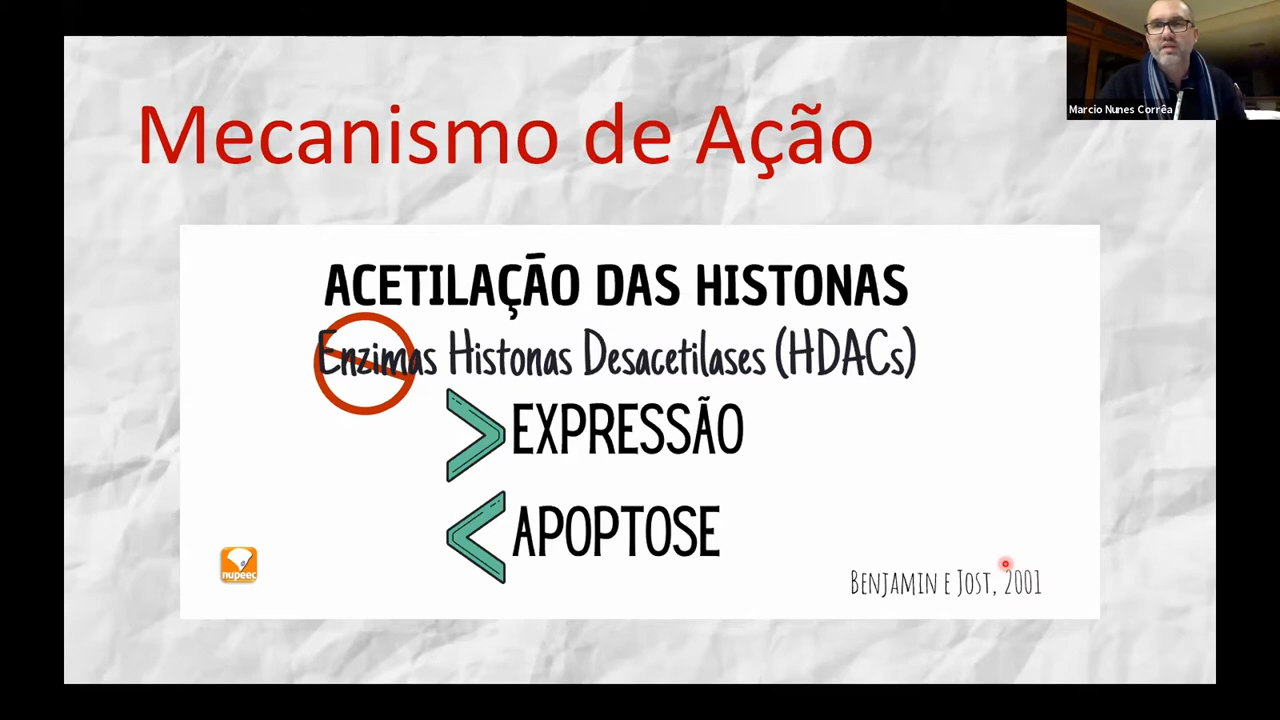 Mecanismo de Ação
Marcio Nunes Corrêa
ACETILAÇÃO DAS HISTONAS
Enzimas Histonas Desacetilases (HDACs)
> EXPRESSÃO
< APOPTOSE
nupeec
BENJAMIN E JOST, 2001